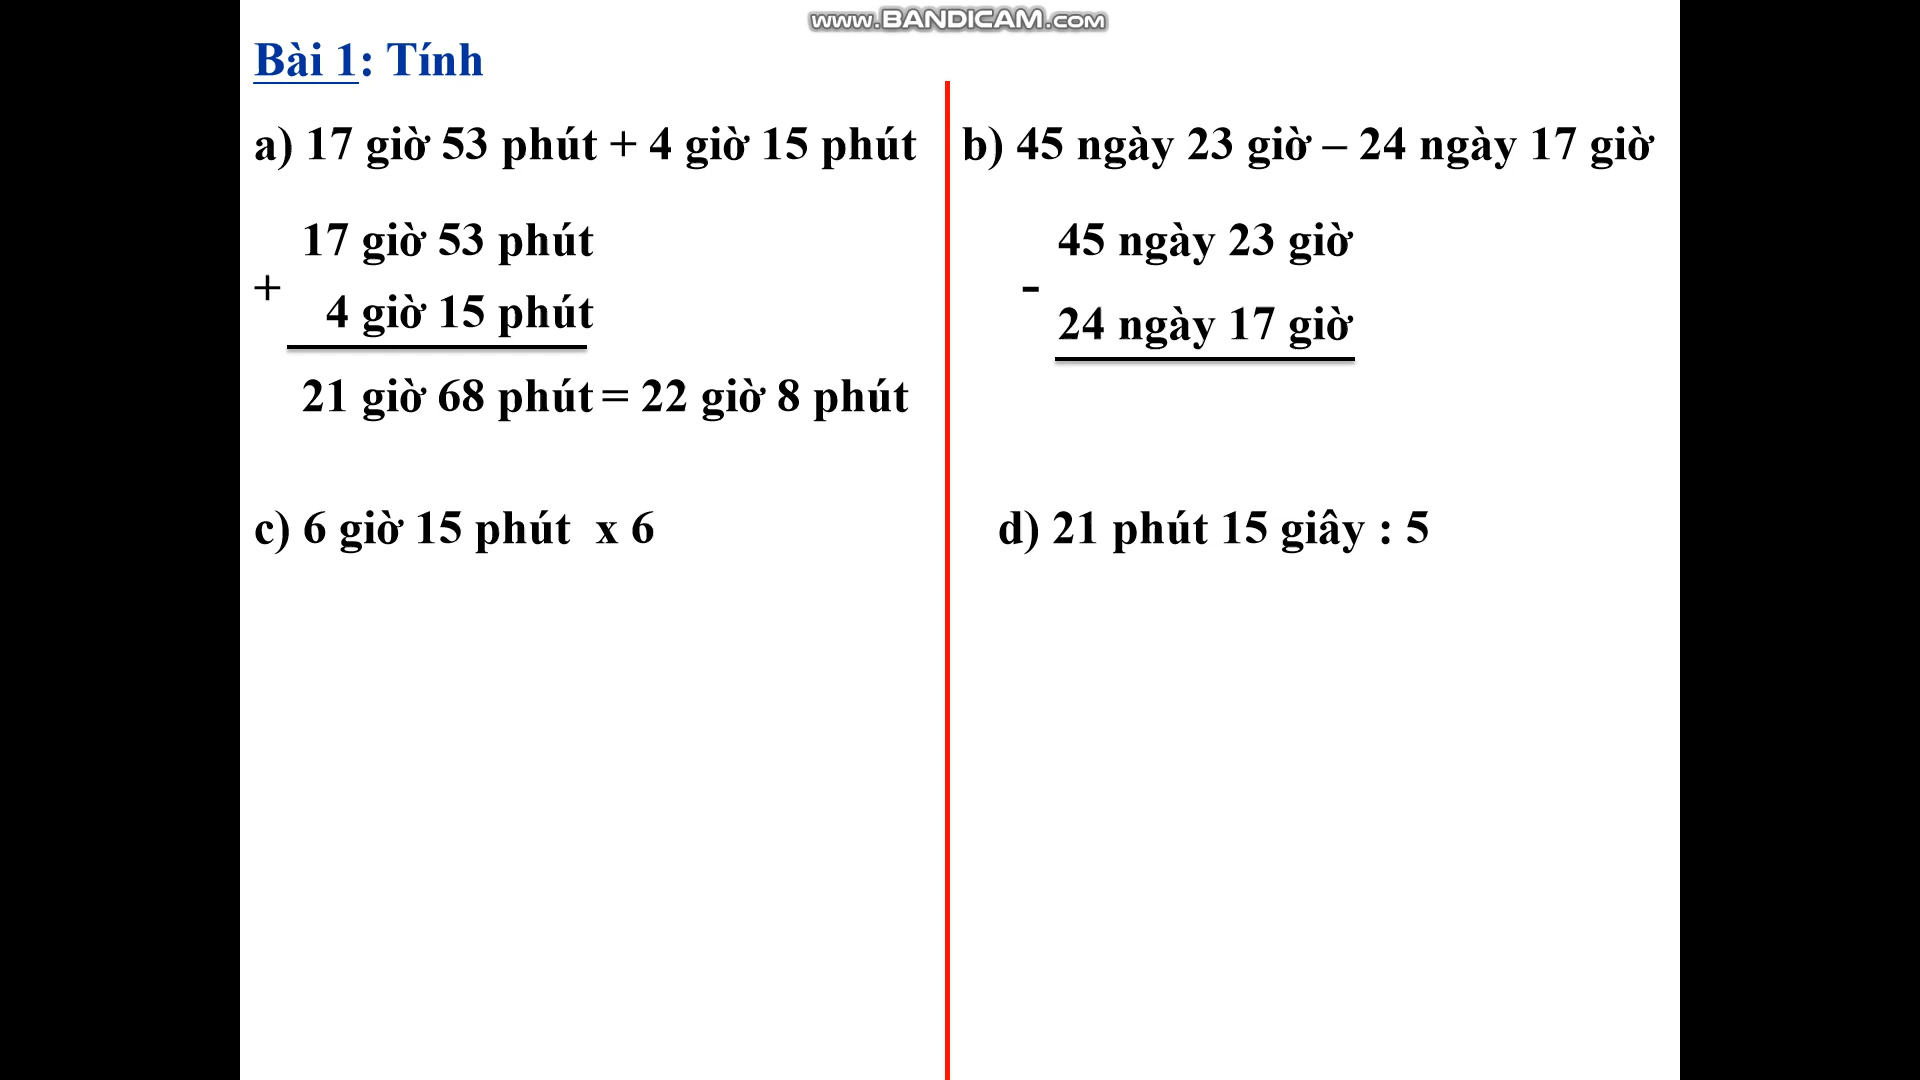 www.BANDICAM.com
Bài 1: Tính
a) 17 giờ 53 phút + 4 giờ 15 phút
17 giờ 53 phút
+
4 giờ 15 phút
21 giờ 68 phút = 22 giờ 8 phút
b) 45 ngày 23 giờ – 24 ngày 17 giờ
45 ngày 23 giờ
-
24 ngày 17 giờ
c) 6 giờ 15 phút x 6
d) 21 phút 15 giây : 5